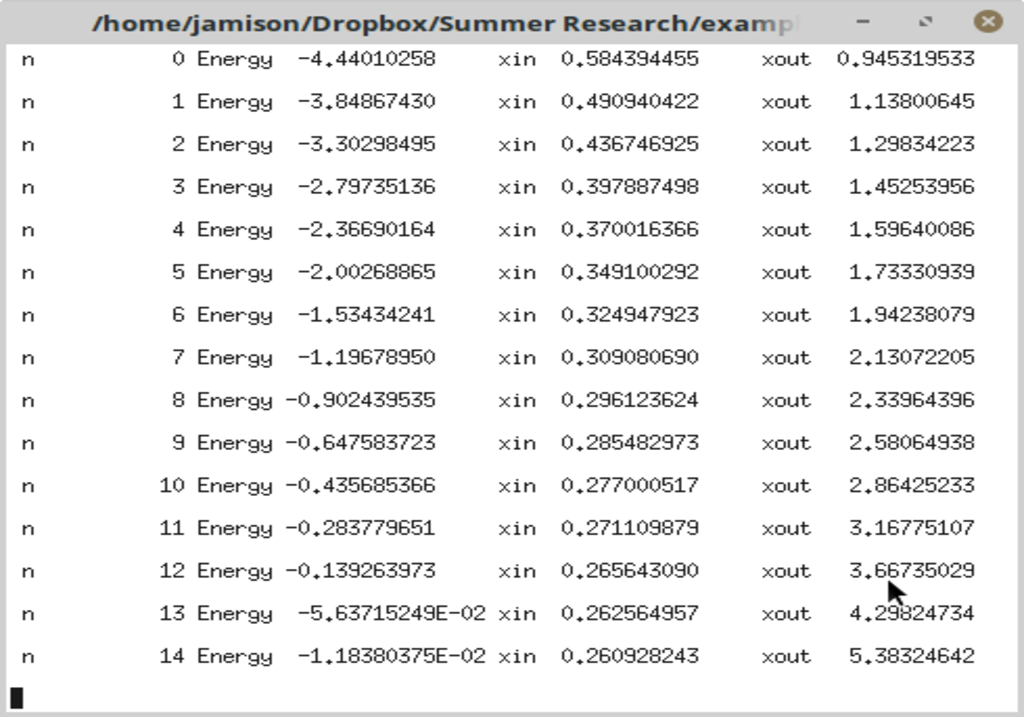 /home/jamison/Dropbox/Summer Research/examp
n 0 Energy -4.44010258 xin 0.584394455 xout 0.945319533
n 1 Energy -3.84867430 xin 0.490940422 xout 1.13800645
n 2 Energy -3.30298495 xin 0.436746925 xout 1.29834223
n 3 Energy -2.79735136 xin 0.397887498 xout 1.45253956
n 4 Energy -2.36690164 xin 0.370016366 xout 1.59640086
n 5 Energy -2.00268865 xin 0.349100292 xout 1.73330939
n 6 Energy -1.53434241 xin 0.324947923 xout 1.94238079
n 7 Energy -1.19678950 xin 0.309080690 xout 2.13072205
n 8 Energy -0.902439535 xin 0.296123624 xout 2.33964396
n 9 Energy -0.647583723 xin 0.285482973 xout 2.58064938
n 10 Energy -0.435685366 xin 0.277000517 xout 2.86425233
n 11 Energy -0.283779651 xin 0.271109879 xout 3.16775107
n 12 Energy -0.139263973 xin 0.265643090 xout 3.66735029
n 13 Energy -5.63715249E-02 xin 0.262564957 xout 4.29824734
n 14 Energy -1.18380375E-02 xin 0.260928243 xout 5.38324642